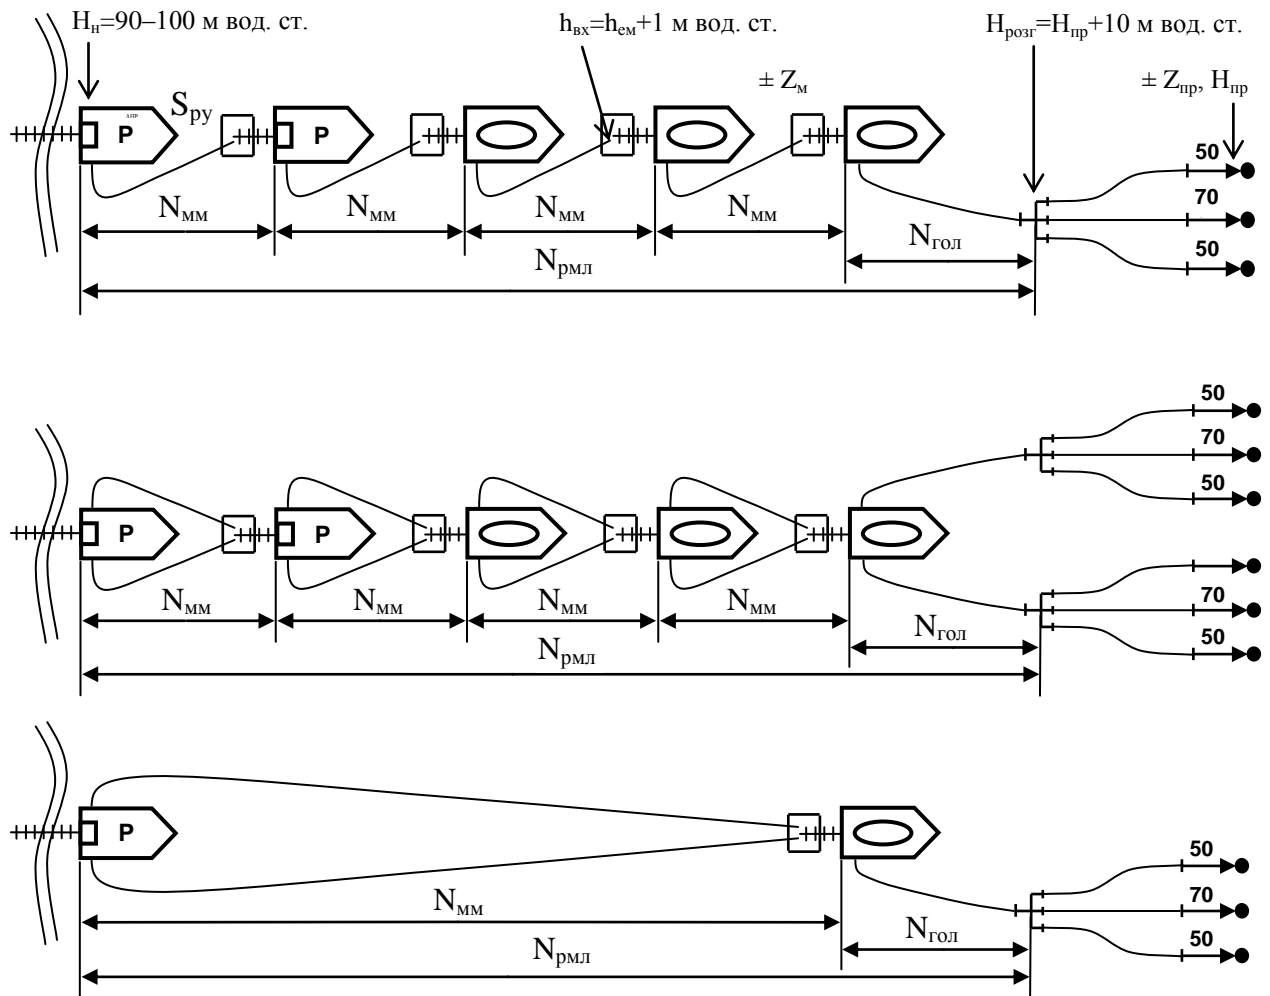 Hн=90–100 м вод. ст.
hвх=hем+1 м вод. ст.
Hрозг=Hпр+10 м вод. ст.
± Zм
± Zпр, Hпр
Sру
АНР
Р
Р
50
70
50
Nмм
Nмм
Nмм
Nмм
Nгол
Nрмл
50
70
50
Р
Р
70
50
Nмм
Nмм
Nмм
Nмм
Nгол
Nрмл
Р
50
70
50
Nмм
Nгол
Nрмл